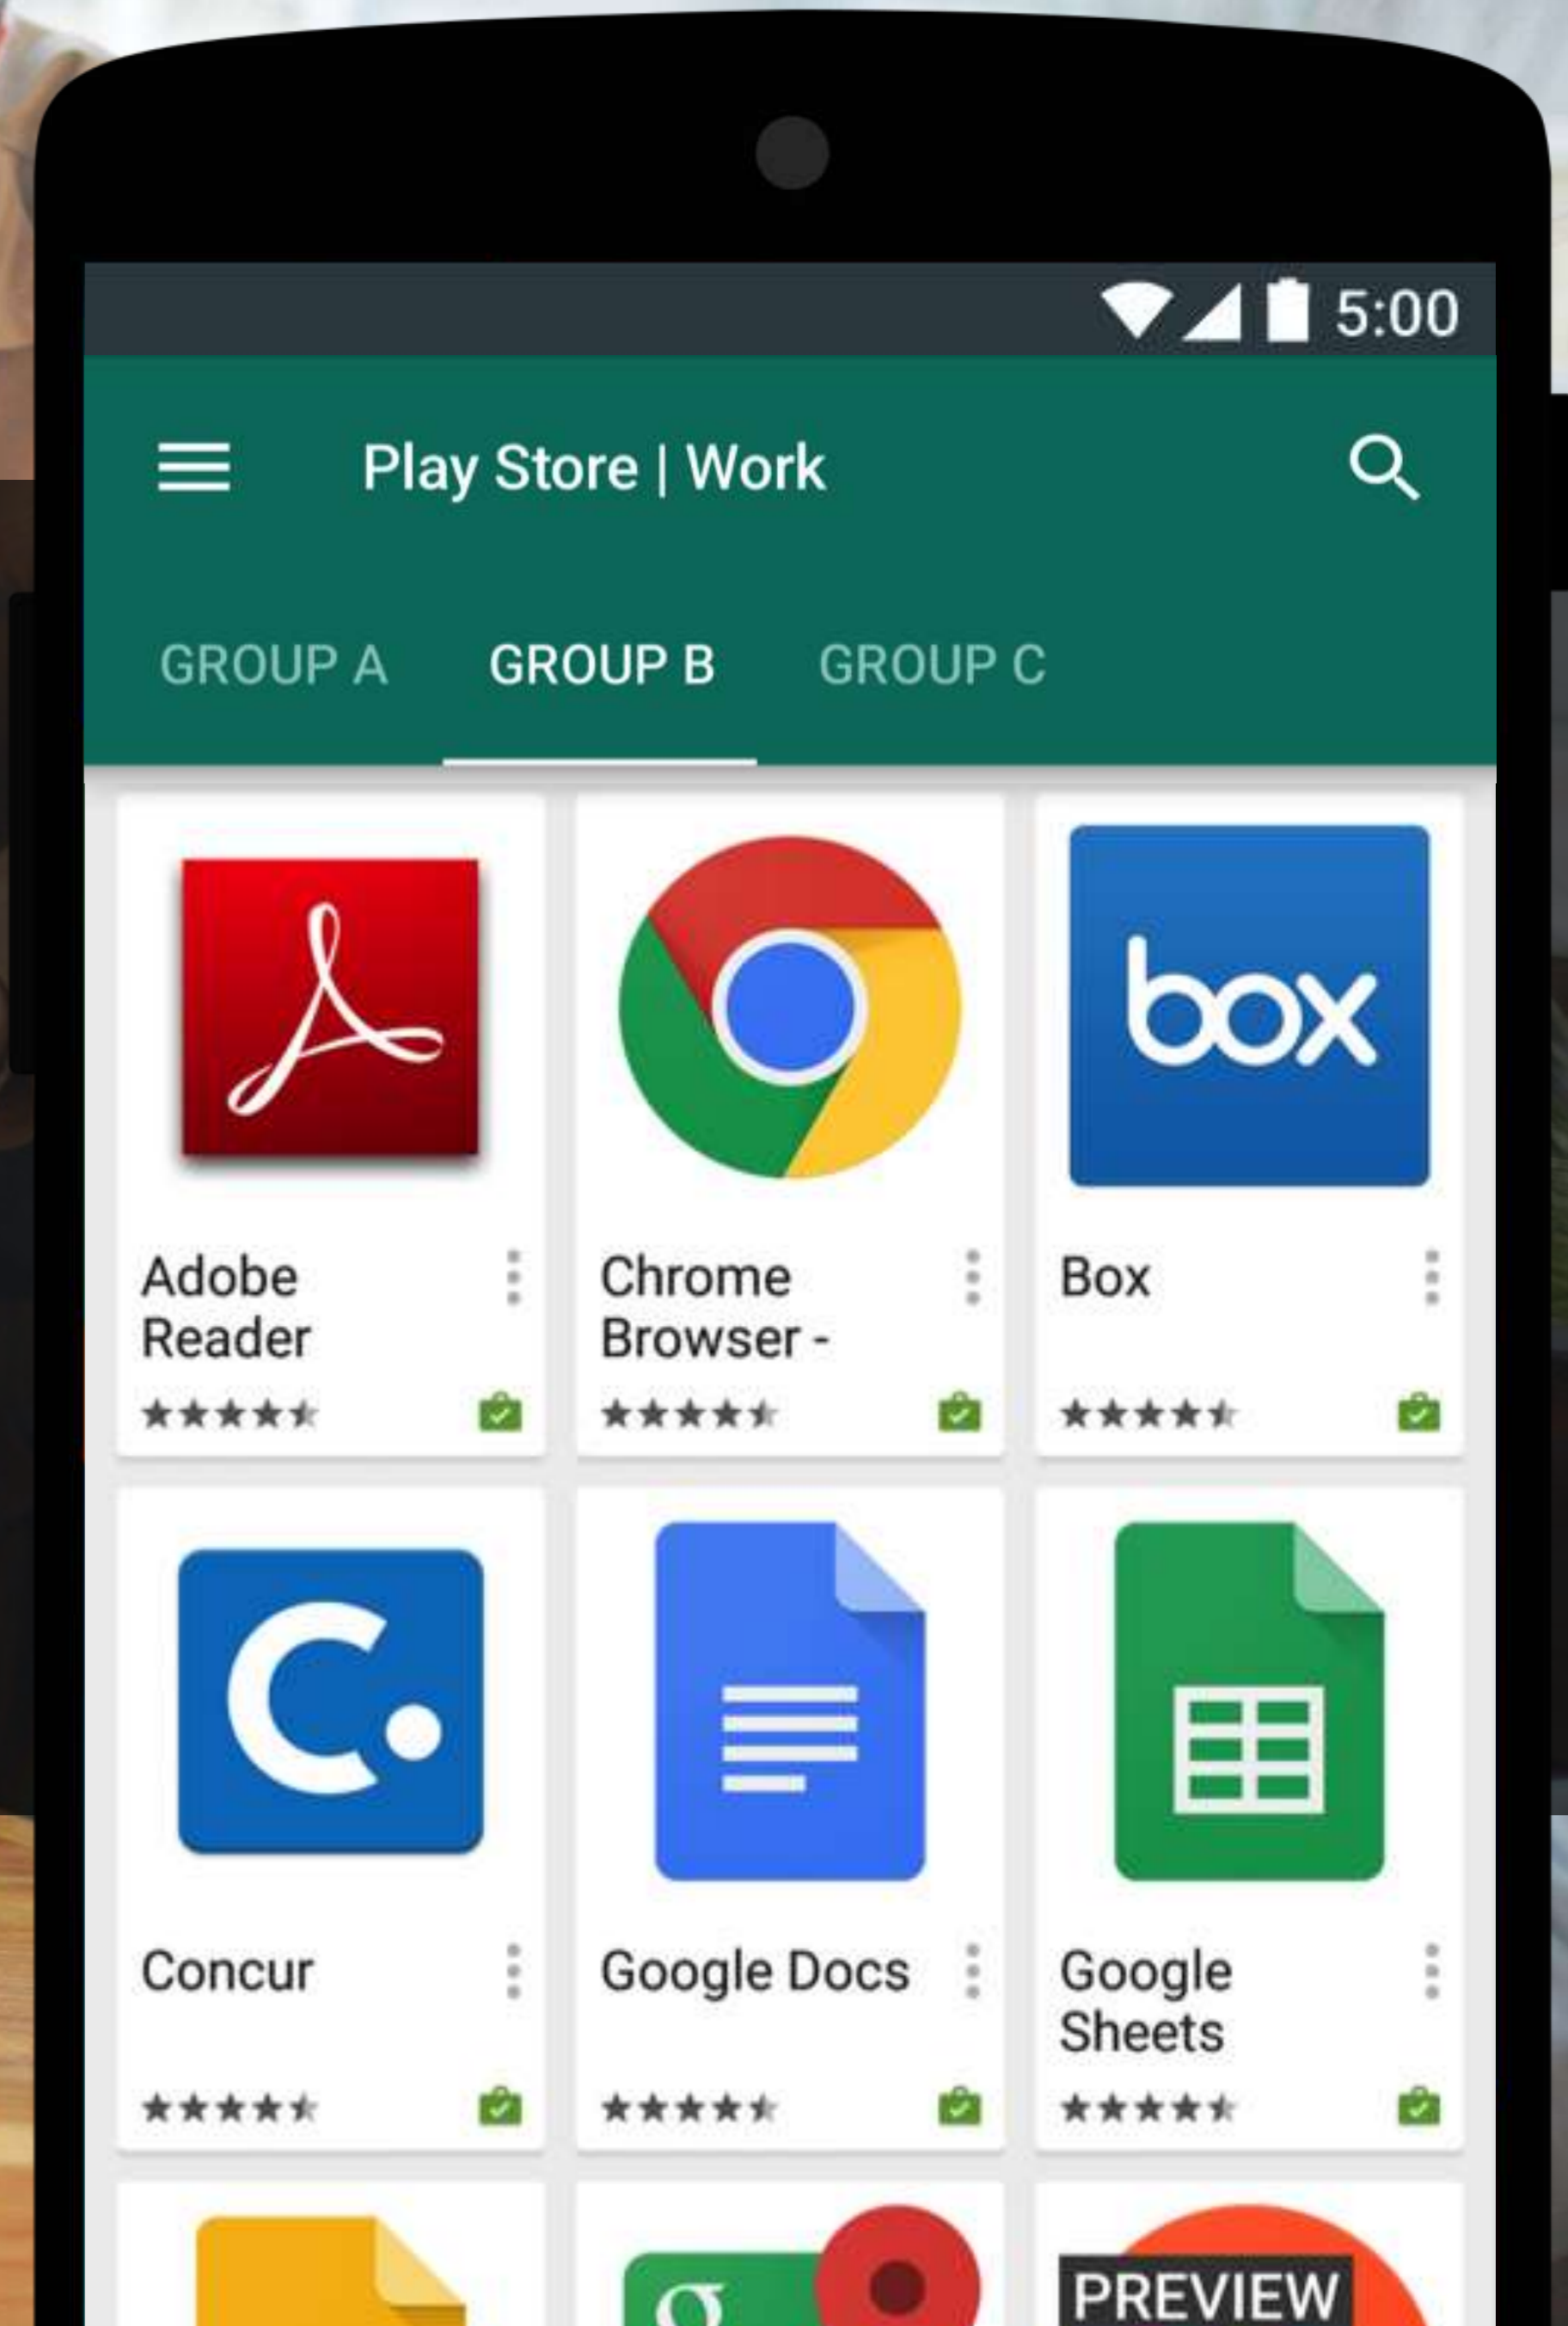 5:00
Play Store | Work
GROUP A GROUP B GROUP C
box
Adobe
Reader
Chrome
Browser -
Box
C.
Concur
Google Docs
Google
Sheets
g
PREVIEW